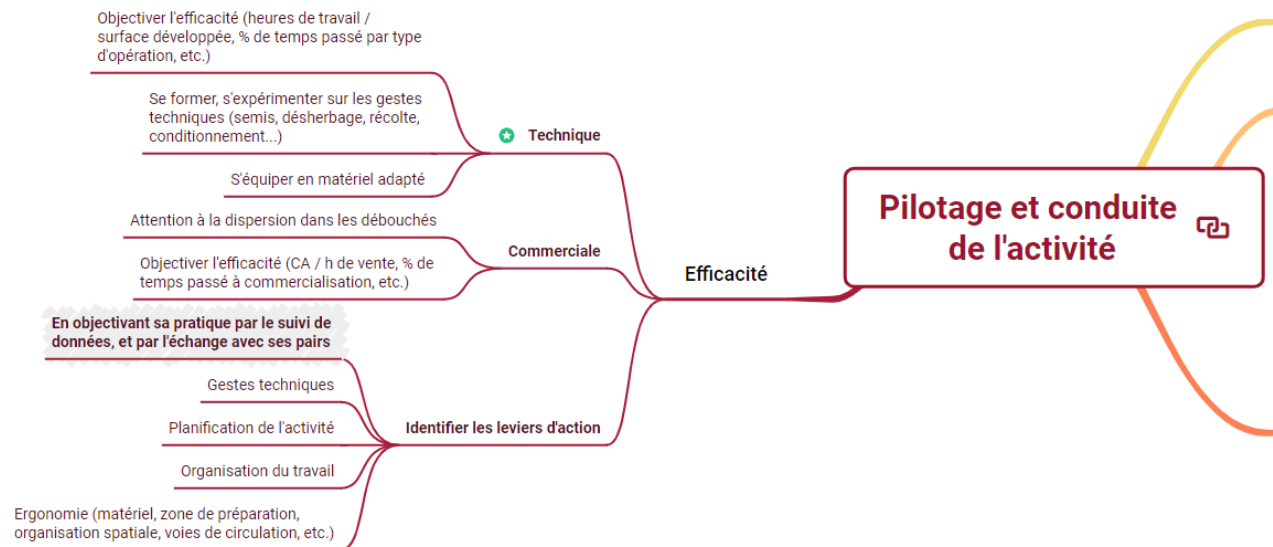 Objectiver l'efficacité (heures de travail /
surface développée, % de temps passé par type
d'opération, etc.)
Se former, s'expérimenter sur les gestes
techniques (semis, désherbage, récolte,
conditionnement...)
S'équiper en matériel adapté
Technique
Attention à la dispersion dans les débouchés
Objectiver l'efficacité (CA / h de vente, % de
temps passé à commercialisation, etc.)
Commerciale
En objectivant sa pratique par le suivi de
données, et par l'échange avec ses pairs
Gestes techniques
Planification de l'activité
Organisation du travail
Ergonomie (matériel, zone de préparation,
organisation spatiale, voies de circulation, etc.)
Identifier les leviers d'action
Efficacité
Pilotage et conduite
de l'activité